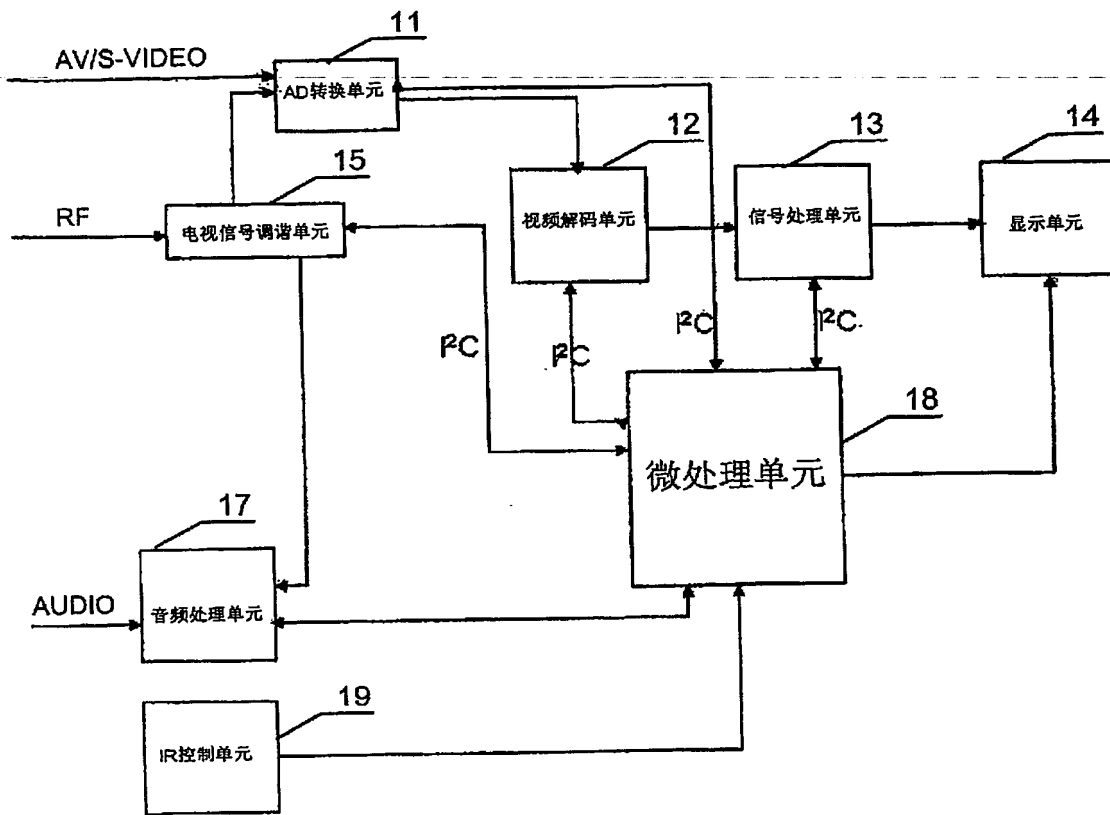 11
AV/S-VIDEO
AD转换单元
12
13
14
15
RF
电视信号调谐单元
视频解码单元
信号处理单元
显示单元
I²C
I²C
I²C
I²C
18
微处理单元
17
AUDIO
音频处理单元
19
IR控制单元